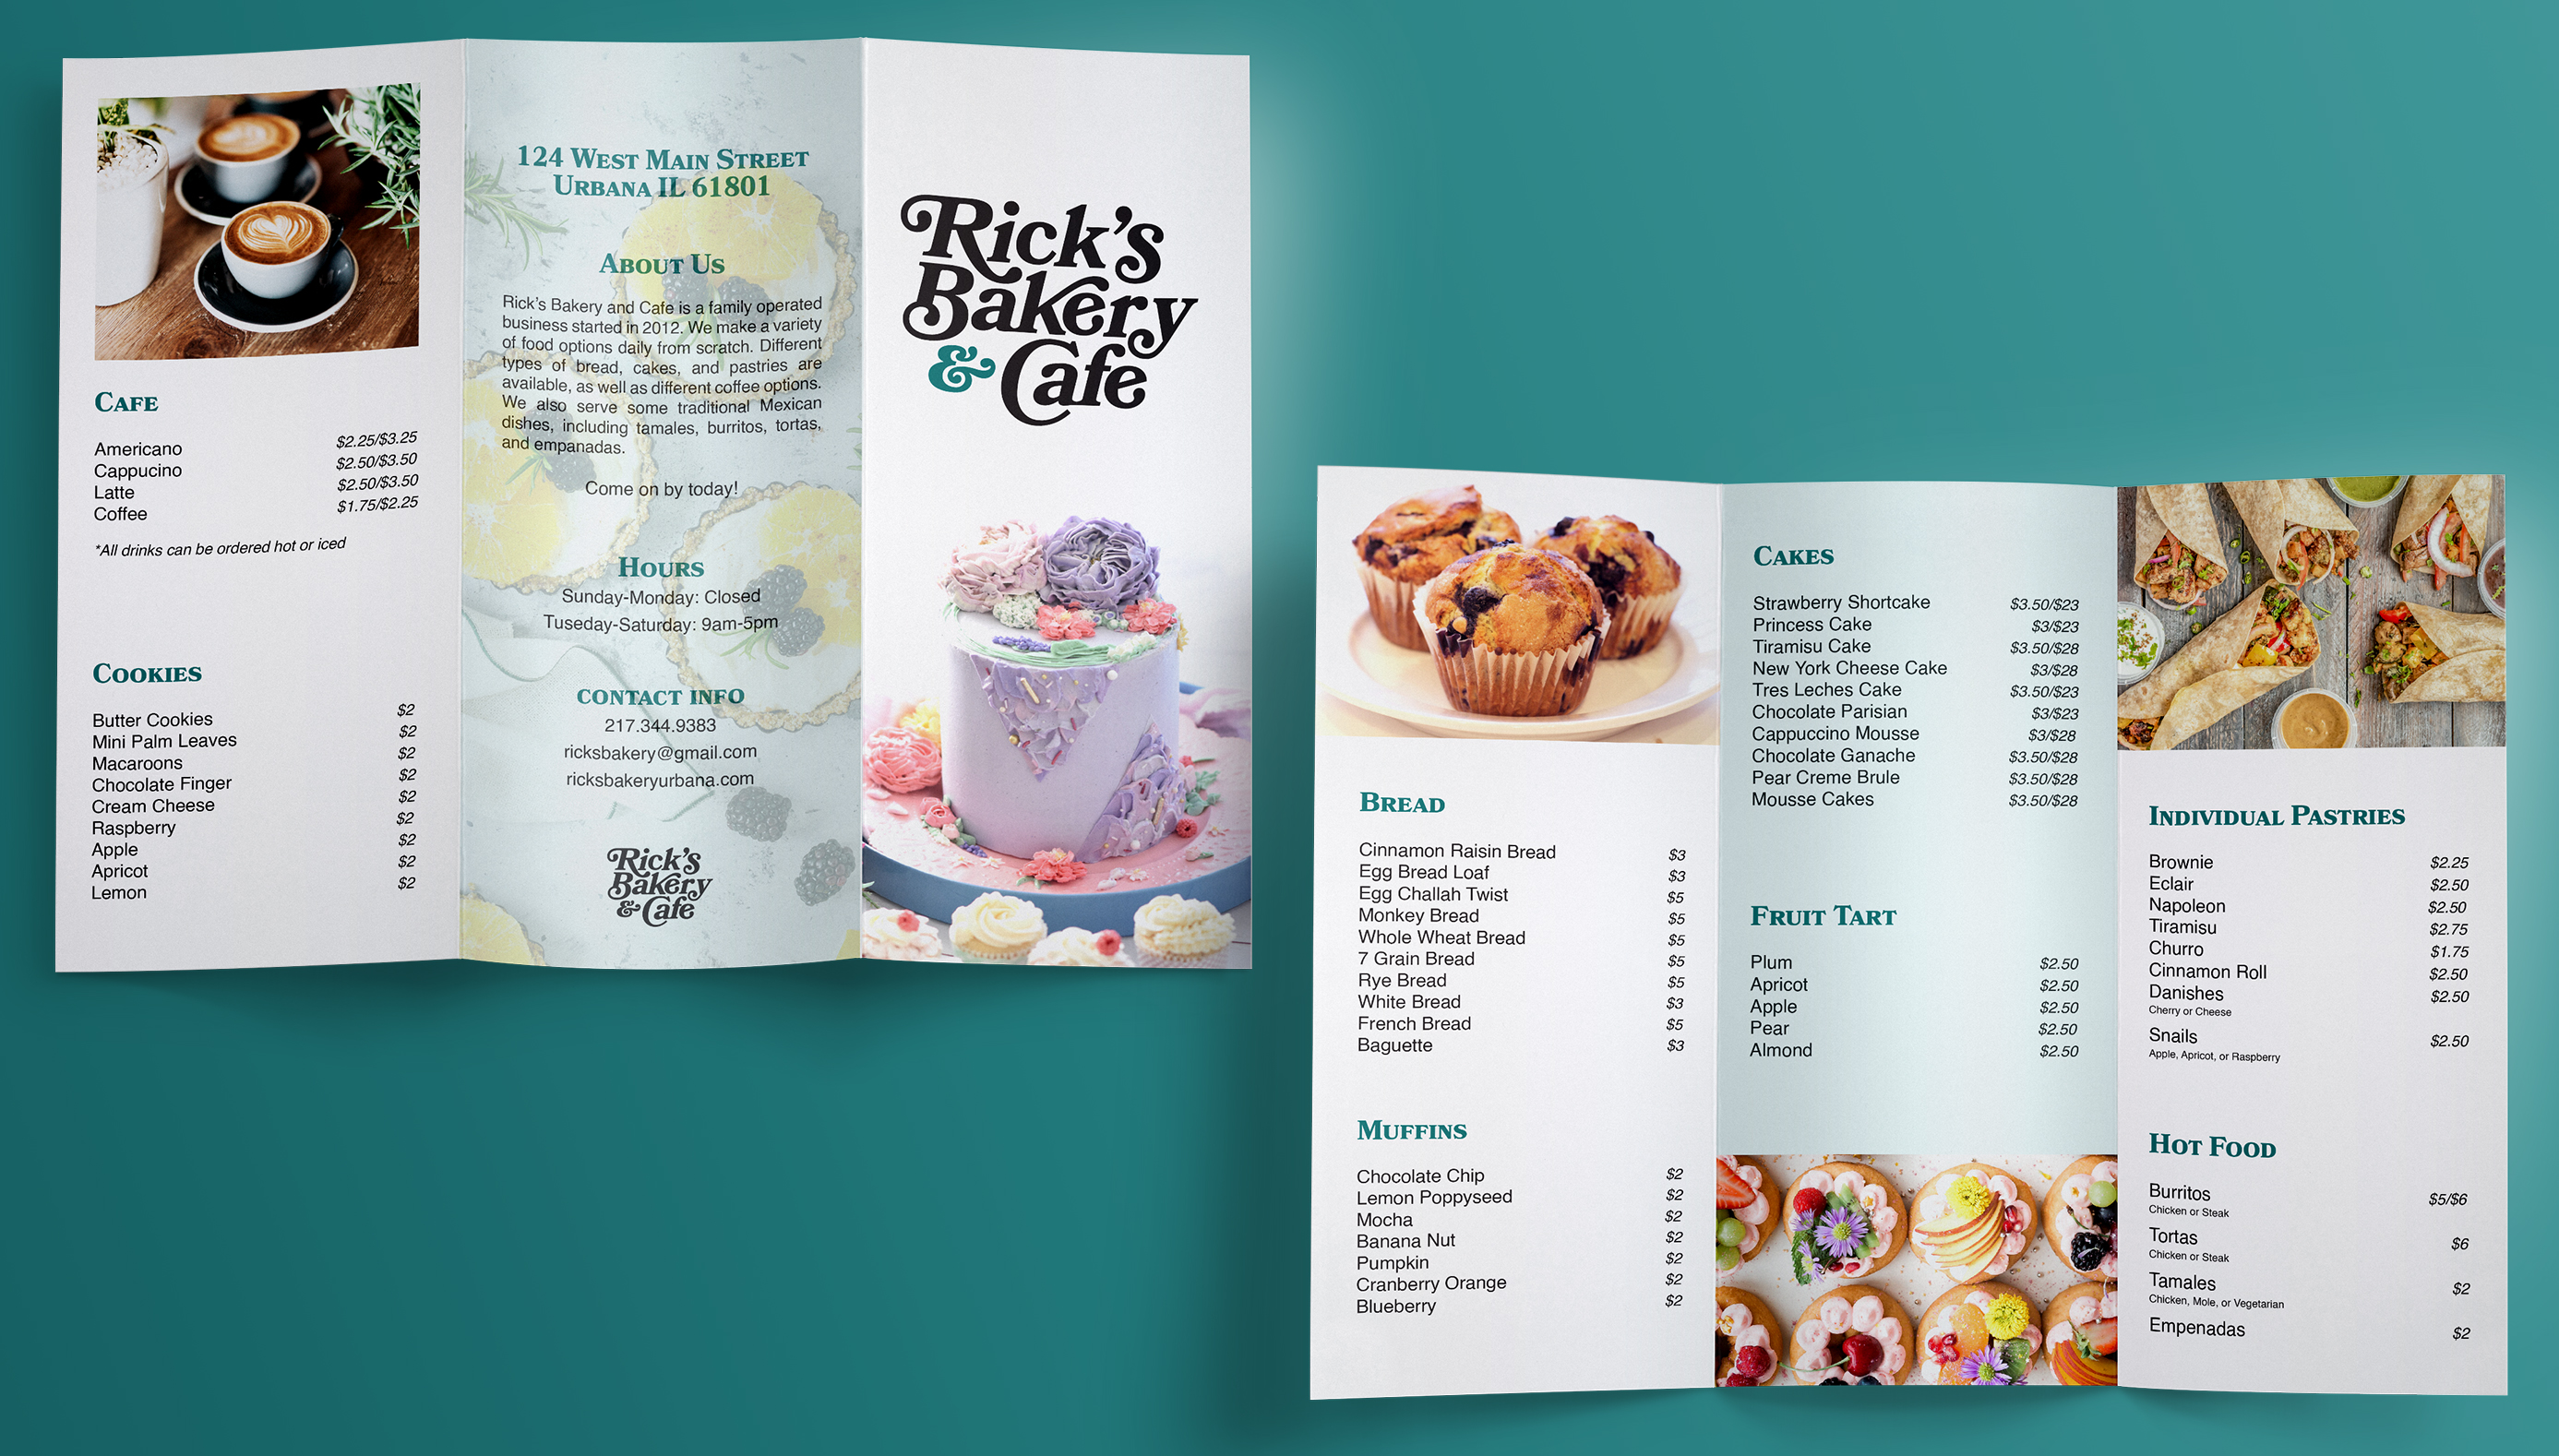 CAFE
Americano $2.25/$3.25
Cappucino $2.50/$3.50
Latte $2.50/$3.50
Coffee $1.75/$2.25
*All drinks can be ordered hot or iced
COOKIES
Butter Cookies $2
Mini Palm Leaves $2
Macaroons $2
Chocolate Finger $2
Cream Cheese $2
Raspberry $2
Apple $2
Apricot $2
Lemon $2
124 WEST MAIN STREET
URBANA IL 61801
ABOUT US
Rick's Bakery and Cafe is a family operated
business started in 2012. We make a variety
of food options daily from scratch. Different
types of bread, cakes, and pastries are
available, as well as different coffee options.
We also serve some traditional Mexican
dishes, including tamales, burritos, tortas,
and empanadas.
Come on by today!
HOURS
Sunday-Monday: Closed
Tuseday-Saturday: 9am-5pm
CONTACT INFO
217.344.9383
ricksbakery@gmail.com
ricksbakeryurbana.com
Rick's
Bakery
& Cafe
Rick's
Bakery
& Cafe
BREAD
Cinnamon Raisin Bread $3
Egg Bread Loaf $3
Egg Challah Twist $5
Monkey Bread $5
Whole Wheat Bread $5
7 Grain Bread $5
Rye Bread $5
White Bread $3
French Bread $5
Baguette $3
MUFFINS
Chocolate Chip $2
Lemon Poppyseed $2
Mocha $2
Banana Nut $2
Pumpkin $2
Cranberry Orange $2
Blueberry $2
CAKES
Strawberry Shortcake $3.50/$23
Princess Cake $3/$23
Tiramisu Cake $3.50/$28
New York Cheese Cake $3/$28
Tres Leches Cake $3.50/$23
Chocolate Parisian $3/$23
Cappuccino Mousse $3/$28
Chocolate Ganache $3.50/$28
Pear Creme Brule $3.50/$28
Mousse Cakes $3.50/$28
FRUIT TART
Plum $2.50
Apricot $2.50
Apple $2.50
Pear $2.50
Almond $2.50
INDIVIDUAL PASTRIES
Brownie $2.25
Eclair $2.50
Napoleon $2.50
Tiramisu $2.75
Churro $1.75
Cinnamon Roll $2.50
Danishes $2.50
Cherry or Cheese
Snails $2.50
Apple, Apricot, or Raspberry
HOT FOOD
Burritos $5/$6
Chicken or Steak
Tortas $6
Chicken or Steak
Tamales $2
Chicken, Mole, or Vegetarian
Empenadas $2